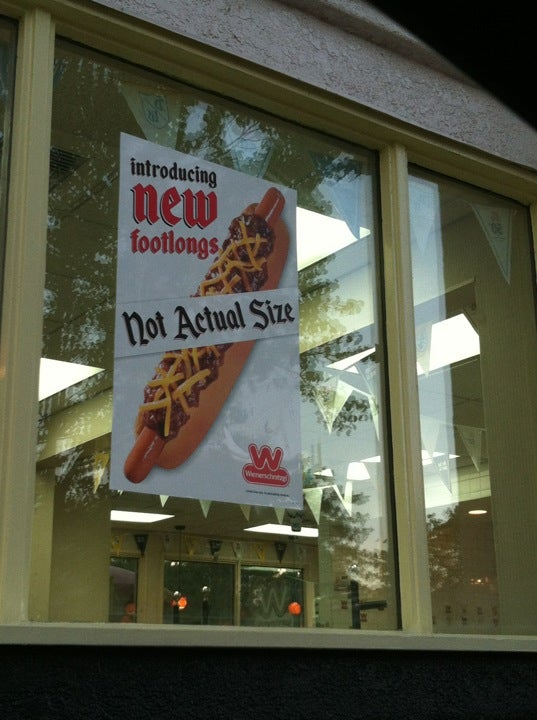 introducing
new
footlongs
Not Actual Size
W
Wienerschnitzel